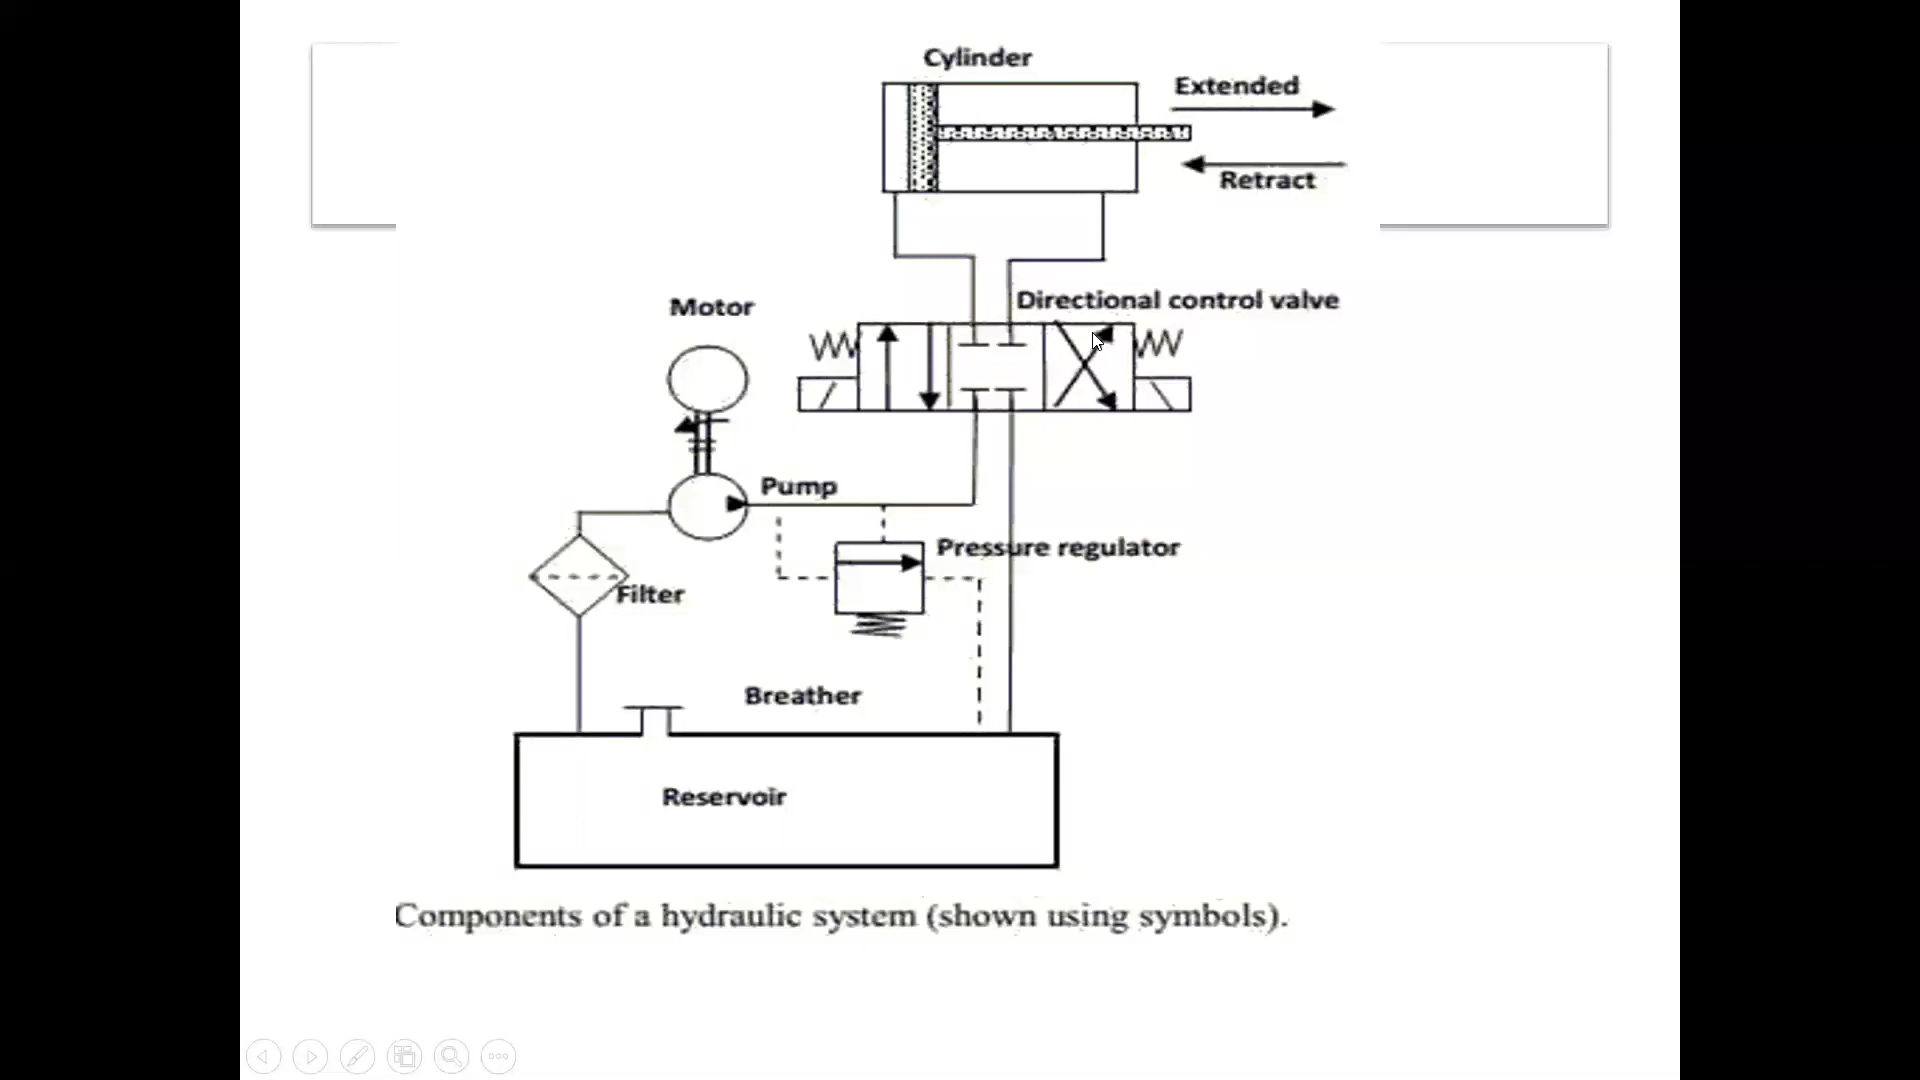 Cylinder
Extended
Retract
Directional control valve
Motor
Pump
Pressure regulator
Filter
Breather
Reservoir
Components of a hydraulic system (shown using symbols).